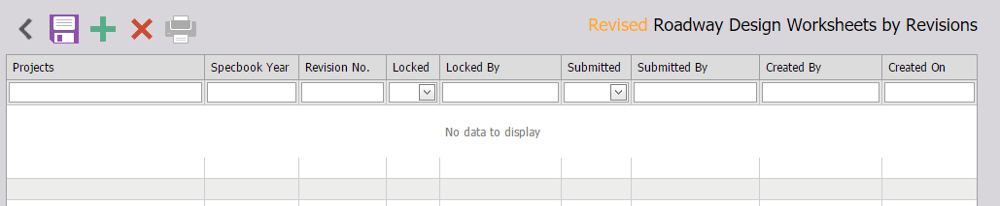 Revised Roadway Design Worksheets by Revisions
Projects Specbook Year Revision No. Locked Locked By Submitted Submitted By Created By Created On
No data to display